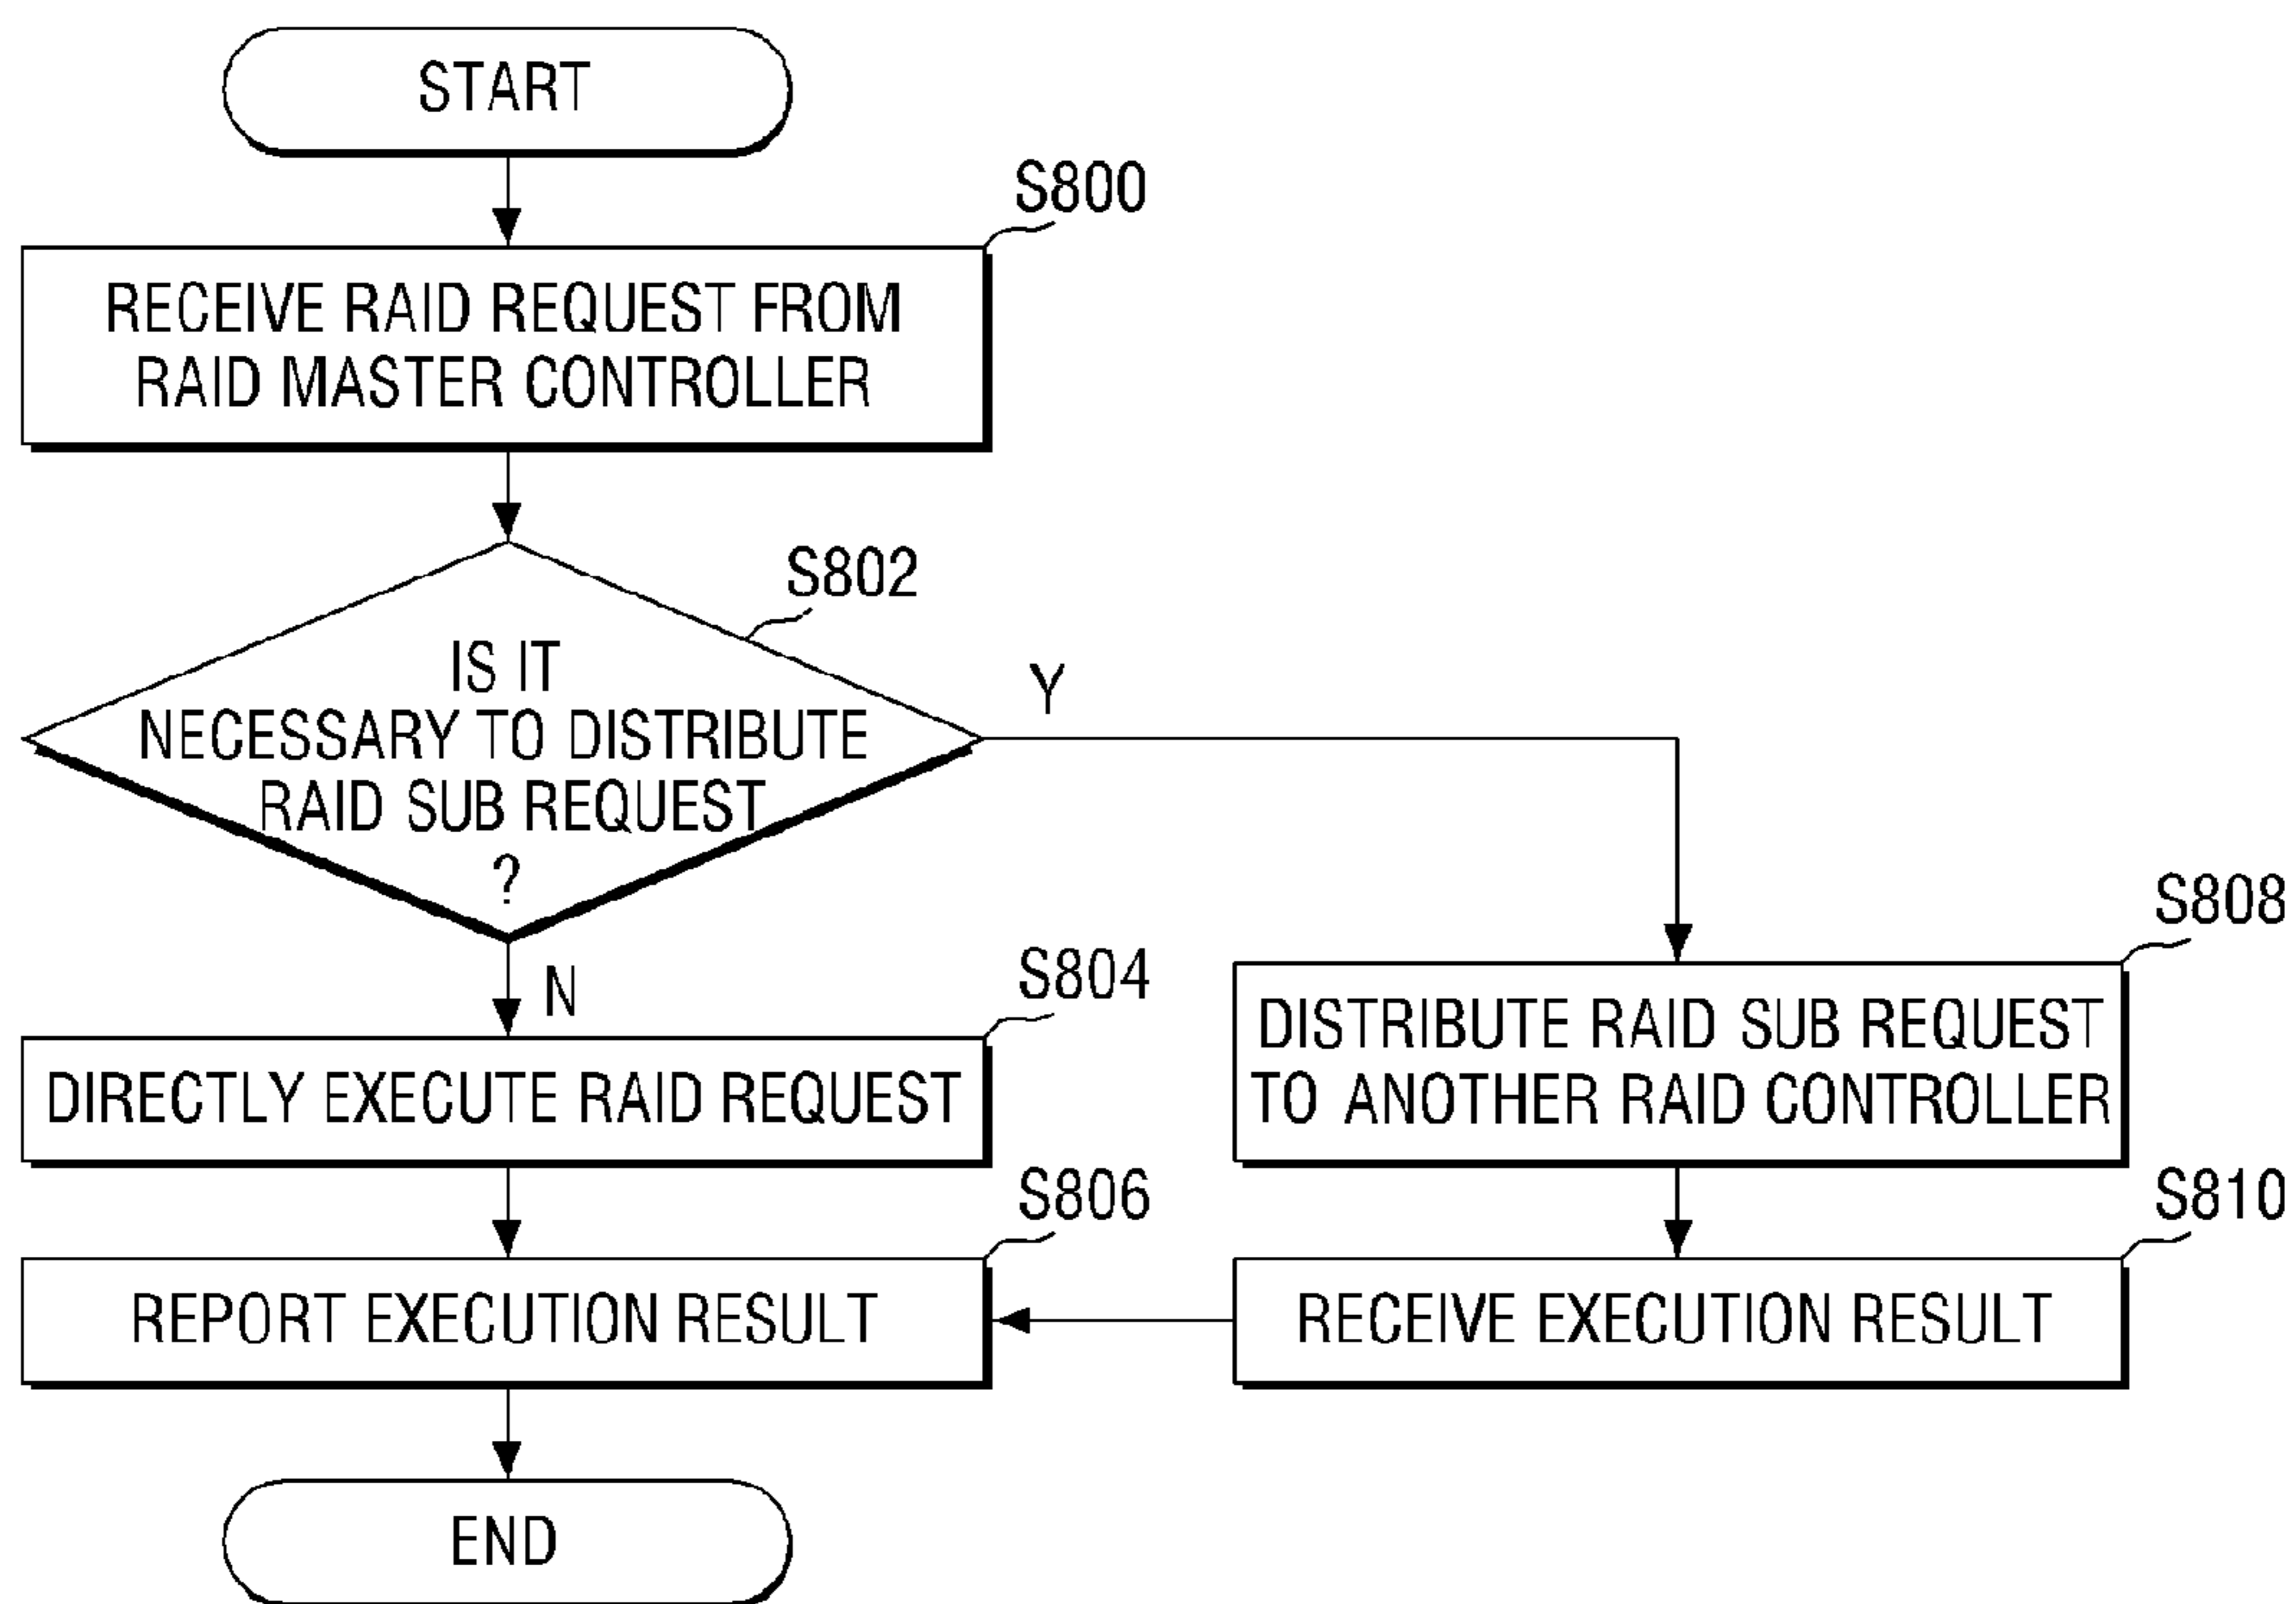 START
S800
RECEIVE RAID REQUEST FROM
RAID MASTER CONTROLLER
S802
IS IT
NECESSARY TO DISTRIBUTE
RAID SUB REQUEST
?
Y
N
S804
DIRECTLY EXECUTE RAID REQUEST
S808
DISTRIBUTE RAID SUB REQUEST
TO ANOTHER RAID CONTROLLER
S806
REPORT EXECUTION RESULT
S810
RECEIVE EXECUTION RESULT
END